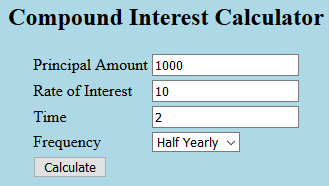 Compound Interest Calculator
Principal Amount 1000
Rate of Interest 10
Time 2
Frequency Half Yearly
Calculate